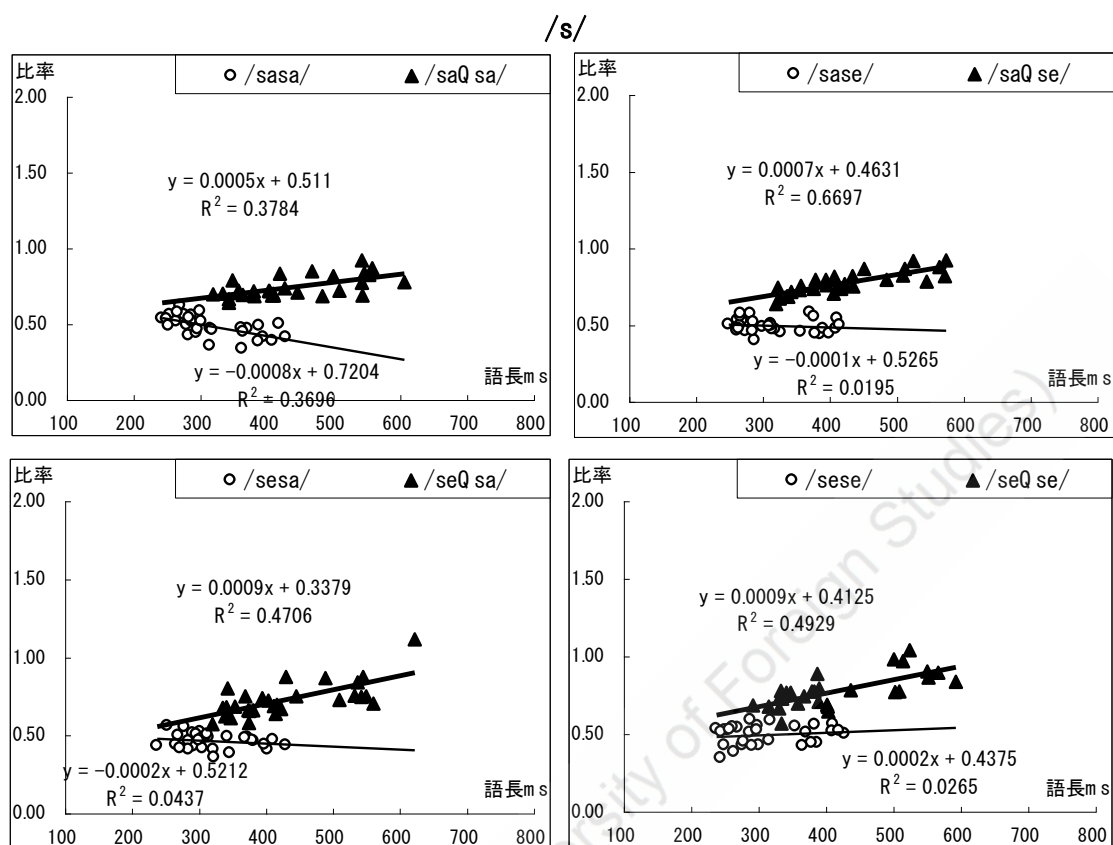 /s/
比率
○ /sasa/ ▲ /saQ sa/
2.00
1.50
y = 0.0005x + 0.511
R² = 0.3784
1.00
0.50
y = −0.0008x + 0.7204
R² = 0.3696
語長ms
0.00
100 200 300 400 500 600 700 800
比率
○ /sase/ ▲ /saQ se/
2.00
1.50
y = 0.0007x + 0.4631
R² = 0.6697
1.00
0.50
y = −0.0001x + 0.5265
R² = 0.0195
語長ms
0.00
100 200 300 400 500 600 700 800
比率
○ /sesa/ ▲ /seQ sa/
2.00
1.50
y = 0.0009x + 0.3379
R² = 0.4706
1.00
0.50
y = −0.0002x + 0.5212
R² = 0.0437
語長ms
0.00
100 200 300 400 500 600 700 800
比率
○ /sese/ ▲ /seQ se/
2.00
1.50
y = 0.0009x + 0.4125
R² = 0.4929
1.00
0.50
y = 0.0002x + 0.4375
R² = 0.0265
語長ms
0.00
100 200 300 400 500 600 700 800
ersity of Foreign Studies)